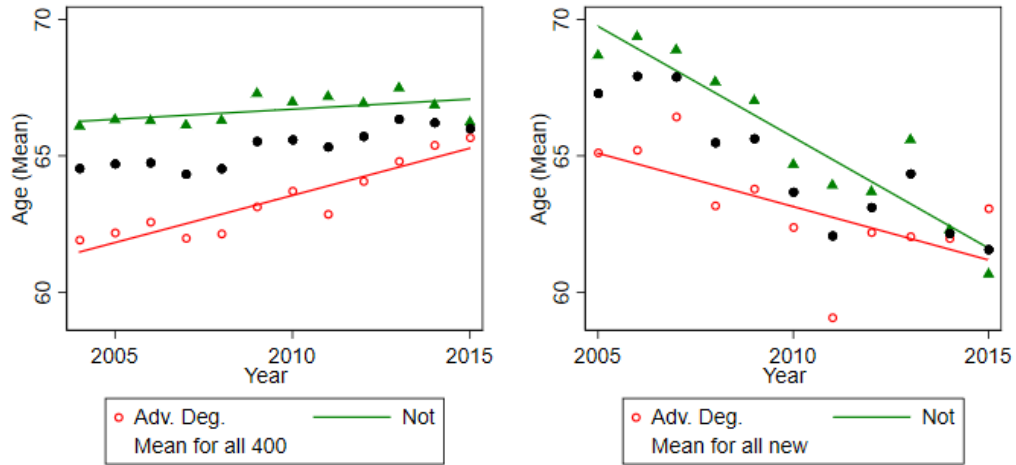 70
65
60
Age (Mean)
2005
2010
2015
Year
Adv. Deg.
Not
Mean for all 400
70
65
60
Age (Mean)
2005
2010
2015
Year
Adv. Deg.
Not
Mean for all new